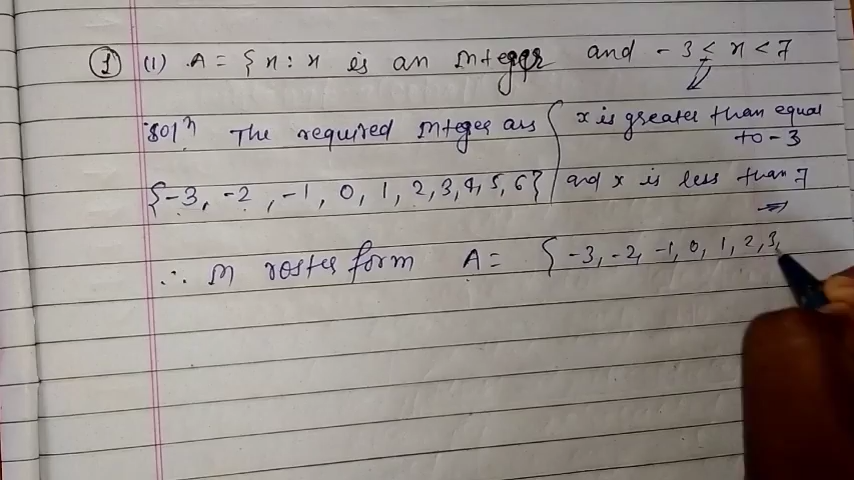 ① (i) A = { x : x is an integer and - 3 ≤ x < 7
Solⁿ The required integer are { x is greater than equal
to - 3
{-3, -2, -1, 0, 1, 2, 3, 4, 5, 6} and x is less than 7
⇒
∴ In roster form A = { -3, -2, -1, 0, 1, 2, 3,